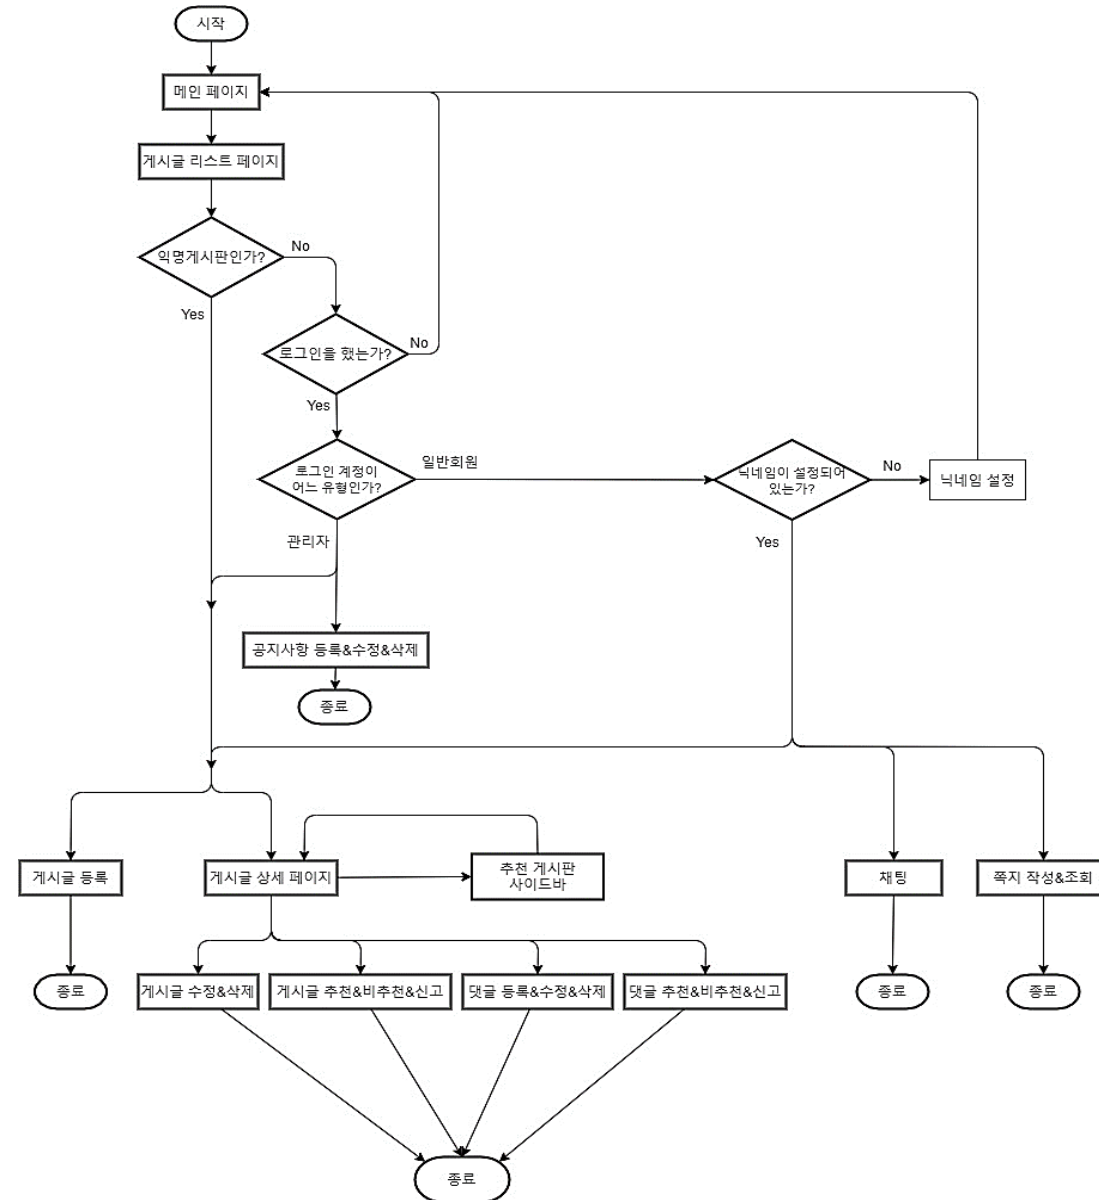 시작
메인 페이지
게시글 리스트 페이지
익명게시판인가?
No
Yes
로그인을 했는가?
No
Yes
로그인 계정이
어느 유형인가?
일반회원
닉네임이 설정되어
있는가?
No
닉네임 설정
관리자
Yes
공지사항 등록&수정&삭제
종료
게시글 등록
게시글 상세 페이지
추천 게시판
사이드바
채팅
쪽지 작성&조회
종료
게시글 수정&삭제
게시글 추천&비추천&신고
댓글 등록&수정&삭제
댓글 추천&비추천&신고
종료
종료
종료